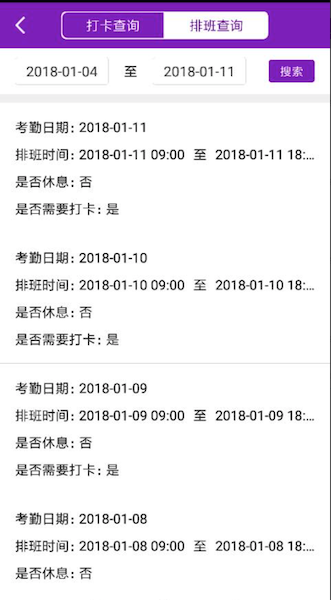 打卡查询 排班查询
2018-01-04 至 2018-01-11 搜索
考勤日期: 2018-01-11
排班时间: 2018-01-11 09:00 至 2018-01-11 18:...
是否休息: 否
是否需要打卡: 是
考勤日期: 2018-01-10
排班时间: 2018-01-10 09:00 至 2018-01-10 18:...
是否休息: 否
是否需要打卡: 是
考勤日期: 2018-01-09
排班时间: 2018-01-09 09:00 至 2018-01-09 18:...
是否休息: 否
是否需要打卡: 是
考勤日期: 2018-01-08
排班时间: 2018-01-08 09:00 至 2018-01-08 18:...
是否休息: 否